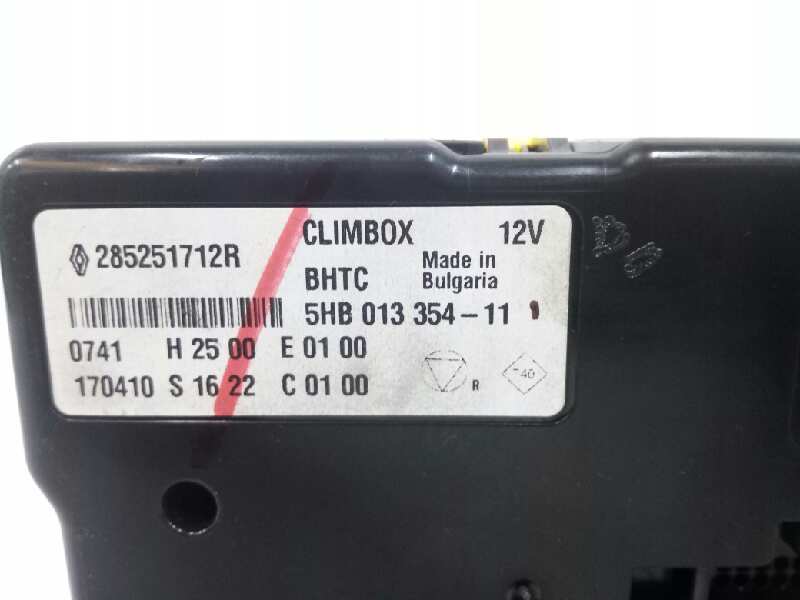 CLIMBOX 12V
285251712R
BHTC Made in
Bulgaria
5HB 013 354-11
0741 H 25 00 E 01 00
170410 S 16 22 C 01 00
R